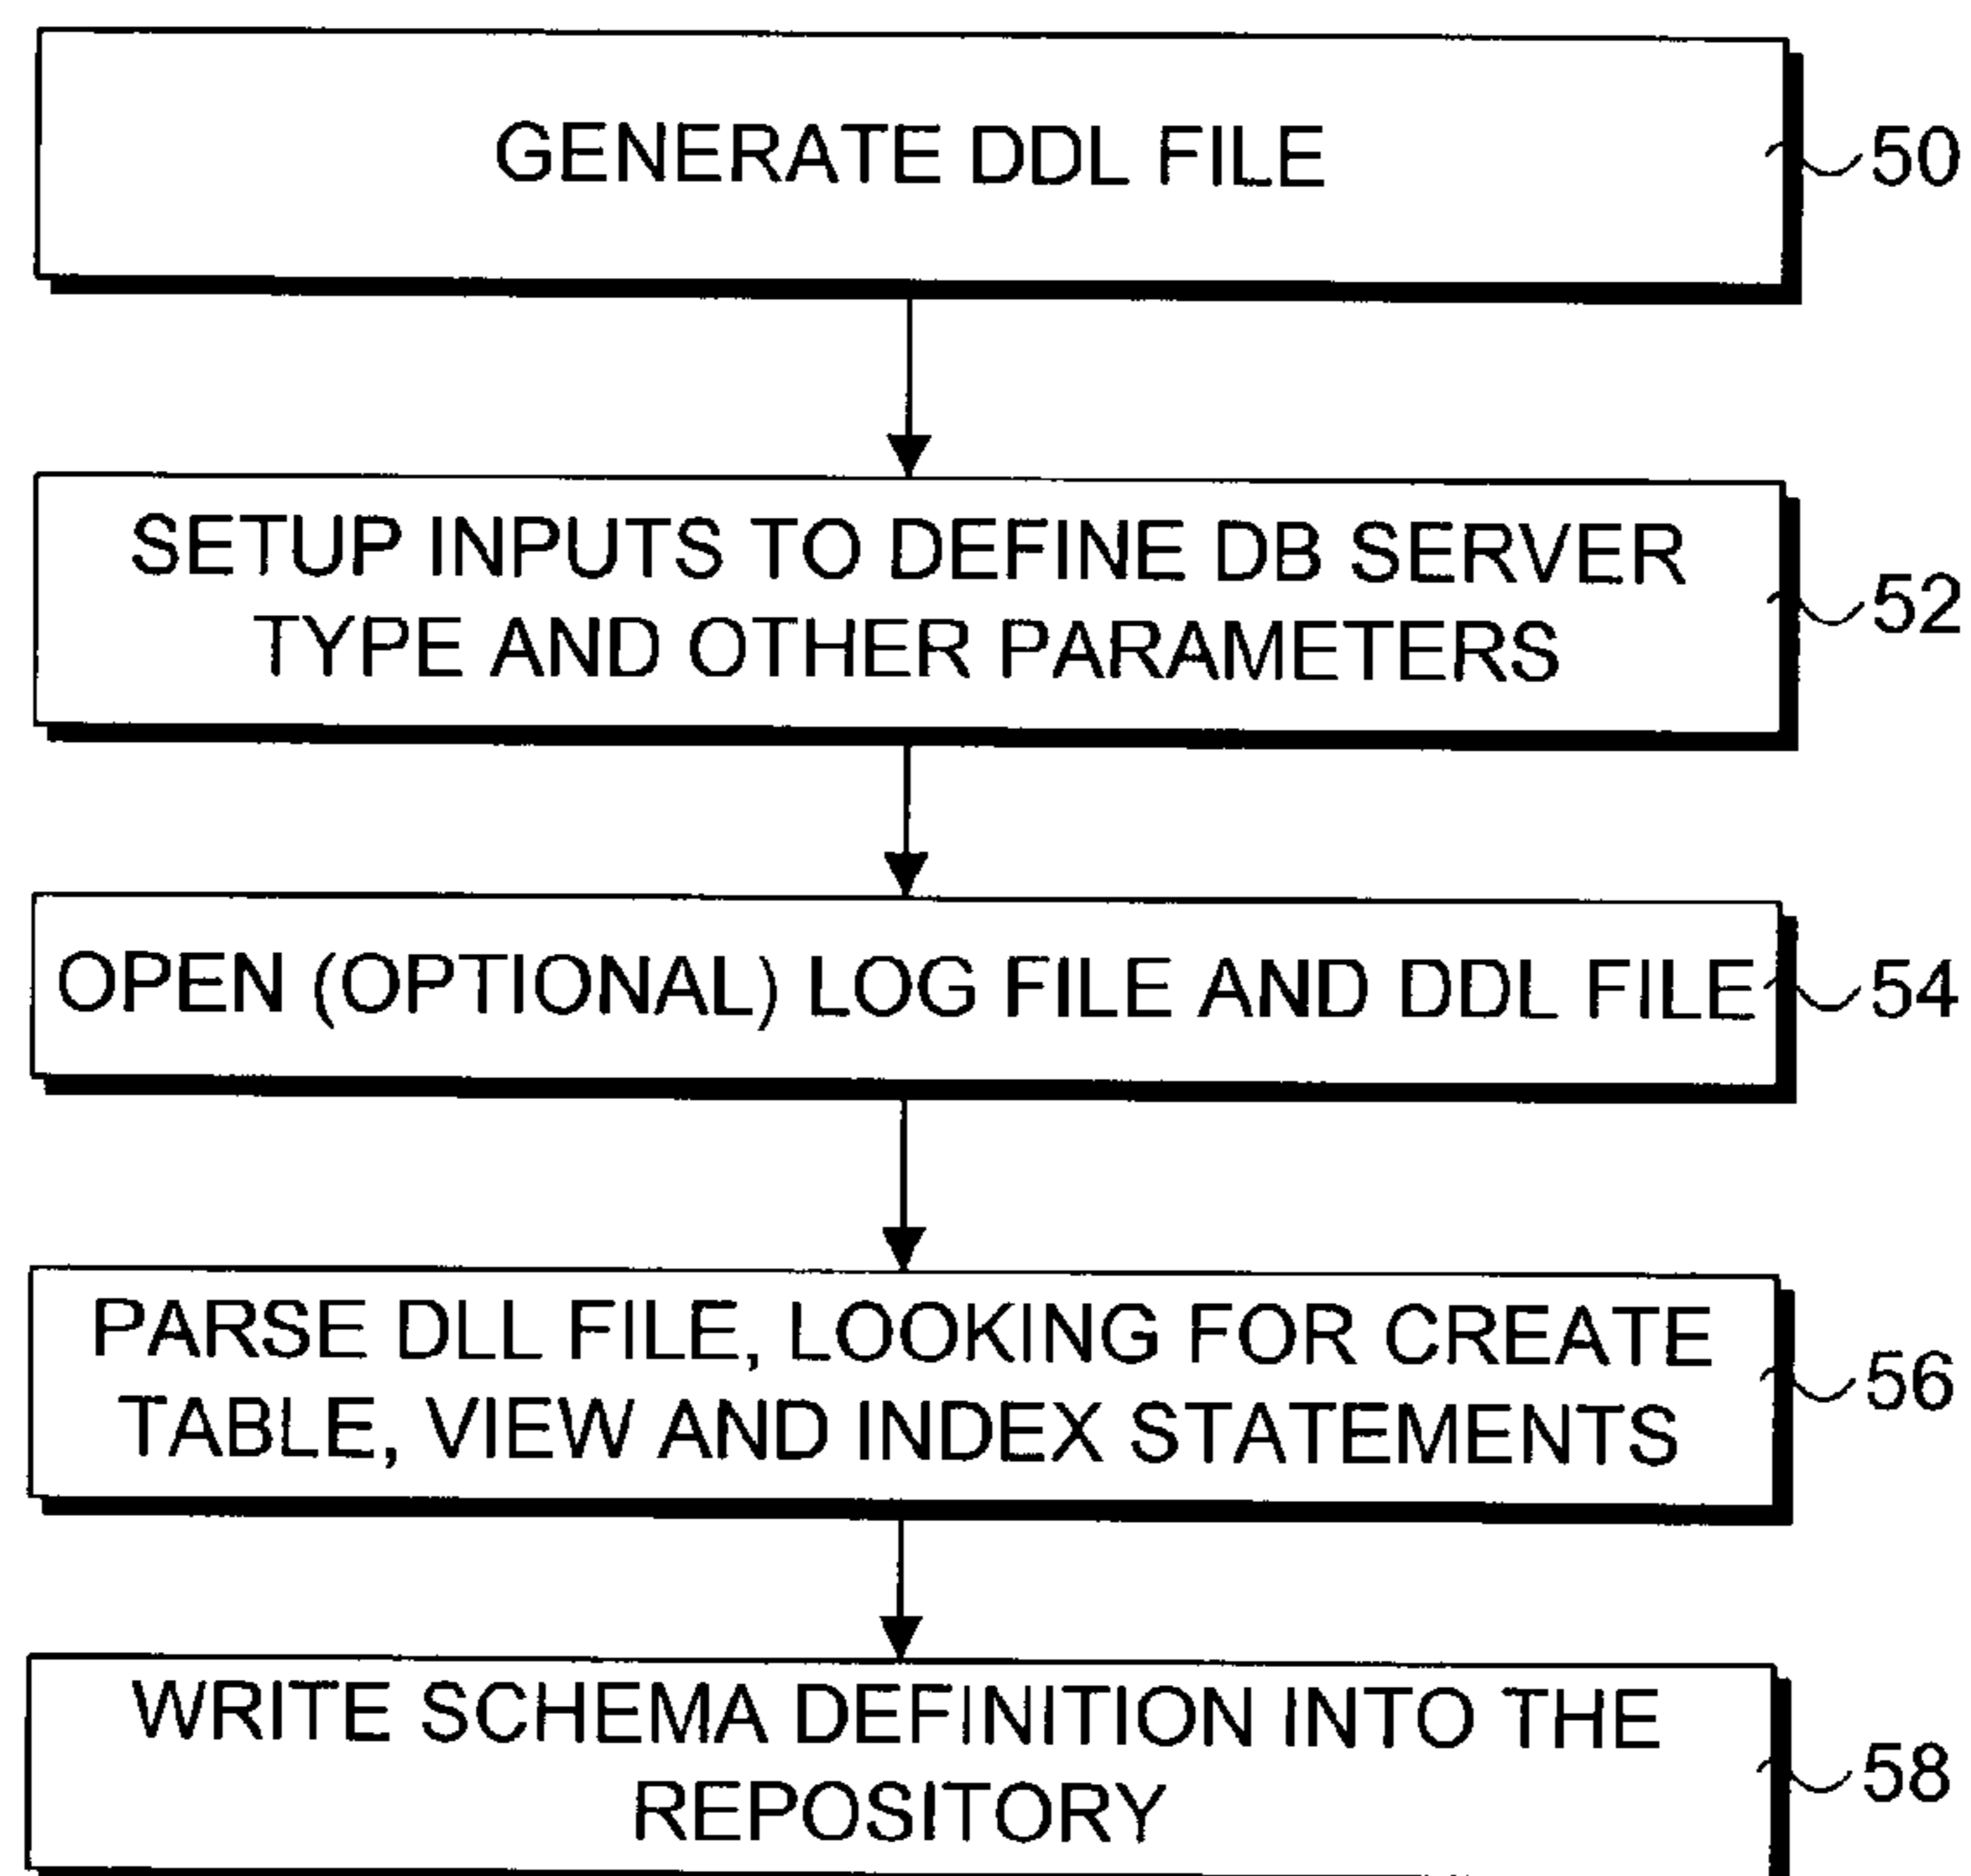 GENERATE DDL FILE
50
SETUP INPUTS TO DEFINE DB SERVER
TYPE AND OTHER PARAMETERS
52
OPEN (OPTIONAL) LOG FILE AND DDL FILE
54
PARSE DLL FILE, LOOKING FOR CREATE
TABLE, VIEW AND INDEX STATEMENTS
56
WRITE SCHEMA DEFINITION INTO THE
REPOSITORY
58